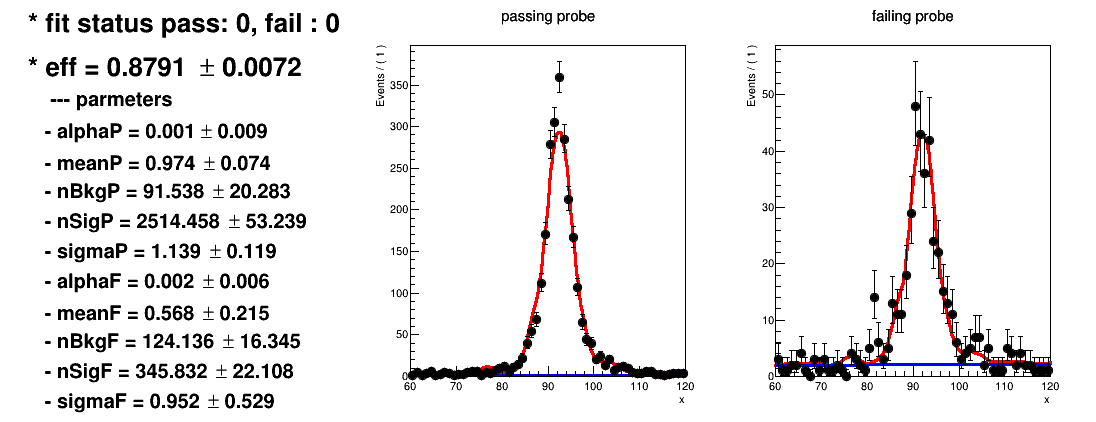 * fit status pass: 0, fail : 0
* eff = 0.8791 ± 0.0072
--- parmeters
- alphaP = 0.001 ± 0.009
- meanP = 0.974 ± 0.074
- nBkgP = 91.538 ± 20.283
- nSigP = 2514.458 ± 53.239
- sigmaP = 1.139 ± 0.119
- alphaF = 0.002 ± 0.006
- meanF = 0.568 ± 0.215
- nBkgF = 124.136 ± 16.345
- nSigF = 345.832 ± 22.108
- sigmaF = 0.952 ± 0.529
passing probe
Events / ( 1 )
350
300
250
200
150
100
50
0
60 70 80 90 100 110 120
x
failing probe
Events / ( 1 )
50
40
30
20
10
0
60 70 80 90 100 110 120
x